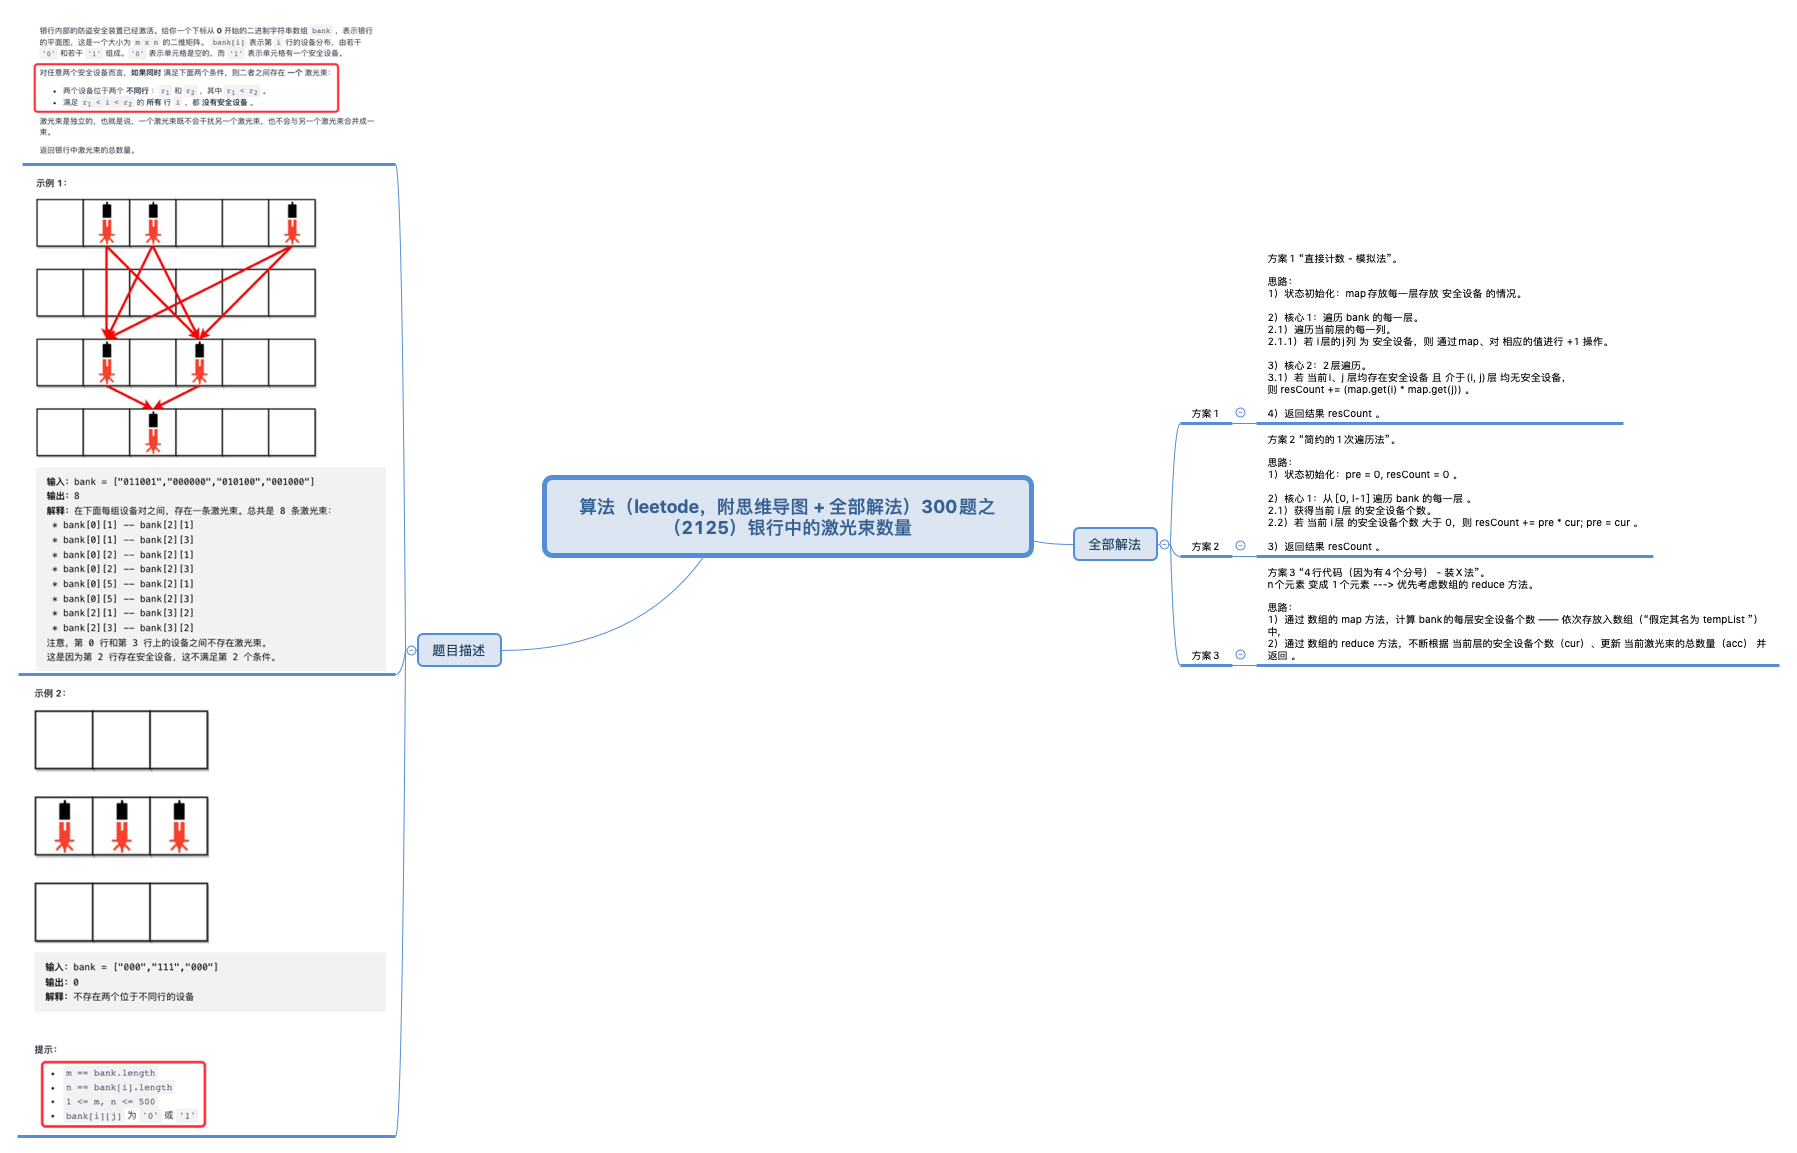 银行内部的防盗安全装置已经激活。给你一个下标从 0 开始的二进制字符串数组 bank ，表示银行
的平面图，这是一个大小为 m x n 的二维矩阵。 bank[i] 表示第 i 行的设备分布，由若干
'0' 和若干 '1' 组成。'0' 表示单元格是空的，而 '1' 表示单元格有一个安全设备。
对任意两个安全设备而言，如果同时 满足下面两个条件，则二者之间存在 一个 激光束：
• 两个设备位于两个 不同行 ： r1 和 r2 ，其中 r1 < r2 。
• 满足 r1 < i < r2 的 所有 行 i ，都 没有安全设备 。
激光束是独立的，也就是说，一个激光束既不会干扰另一个激光束，也不会与另一个激光束合并成一
束。
返回银行中激光束的总数量。
示例 1：
输入：bank = ["011001","000000","010100","001000"]
输出：8
解释：在下面每组设备对之间，存在一条激光束。总共是 8 条激光束：
* bank[0][1] -- bank[2][1]
* bank[0][1] -- bank[2][3]
* bank[0][2] -- bank[2][1]
* bank[0][2] -- bank[2][3]
* bank[0][5] -- bank[2][1]
* bank[0][5] -- bank[2][3]
* bank[2][1] -- bank[3][2]
* bank[2][3] -- bank[3][2]
注意，第 0 行和第 3 行上的设备之间不存在激光束。
这是因为第 2 行存在安全设备，这不满足第 2 个条件。
示例 2：
输入：bank = ["000","111","000"]
输出：0
解释：不存在两个位于不同行的设备
提示：
• m == bank.length
• n == bank[i].length
• 1 <= m, n <= 500
• bank[i][j] 为 '0' 或 '1'
题目描述
算法（leetode，附思维导图 + 全部解法）300题之
（2125）银行中的激光束数量
全部解法
方案 1
方案 1 “直接计数 - 模拟法”。
思路：
1）状态初始化：map 存放每一层存放 安全设备 的情况。
2）核心 1：遍历 bank 的每一层。
2.1）遍历当前层的每一列。
2.1.1）若 i 层的 j 列 为 安全设备，则 通过map、对 相应的值进行 +1 操作。
3）核心 2：2 层遍历。
3.1）若 当前 i、j 层均存在安全设备 且 介于 (i, j) 层 均无安全设备，
则 resCount += (map.get(i) * map.get(j)) 。
4）返回结果 resCount 。
方案 2
方案 2 “简约的 1 次遍历法”。
思路：
1）状态初始化：pre = 0, resCount = 0 。
2）核心 1：从 [0, l-1] 遍历 bank 的每一层 。
2.1）获得当前 i 层 的安全设备个数。
2.2）若 当前 i 层 的安全设备个数 大于 0，则 resCount += pre * cur; pre = cur 。
3）返回结果 resCount 。
方案 3
方案 3 “4 行代码（因为有 4 个分号） - 装 X 法”。
n个元素 变成 1 个元素 ---> 优先考虑数组的 reduce 方法。
思路：
1）通过 数组的 map 方法，计算 bank的每层安全设备个数 —— 依次存放入数组（“假定其名为 tempList ”）
中，
2）通过 数组的 reduce 方法，不断根据 当前层的安全设备个数（cur）、更新 当前激光束的总数量（acc） 并
返回 。